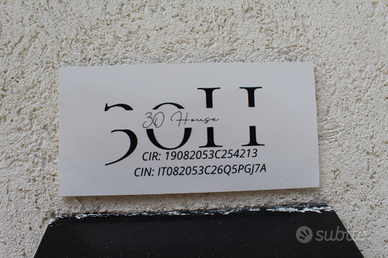 30H
30 House
CIR: 19082053C254213
CIN: IT082053C26Q5PGJ7A
subito